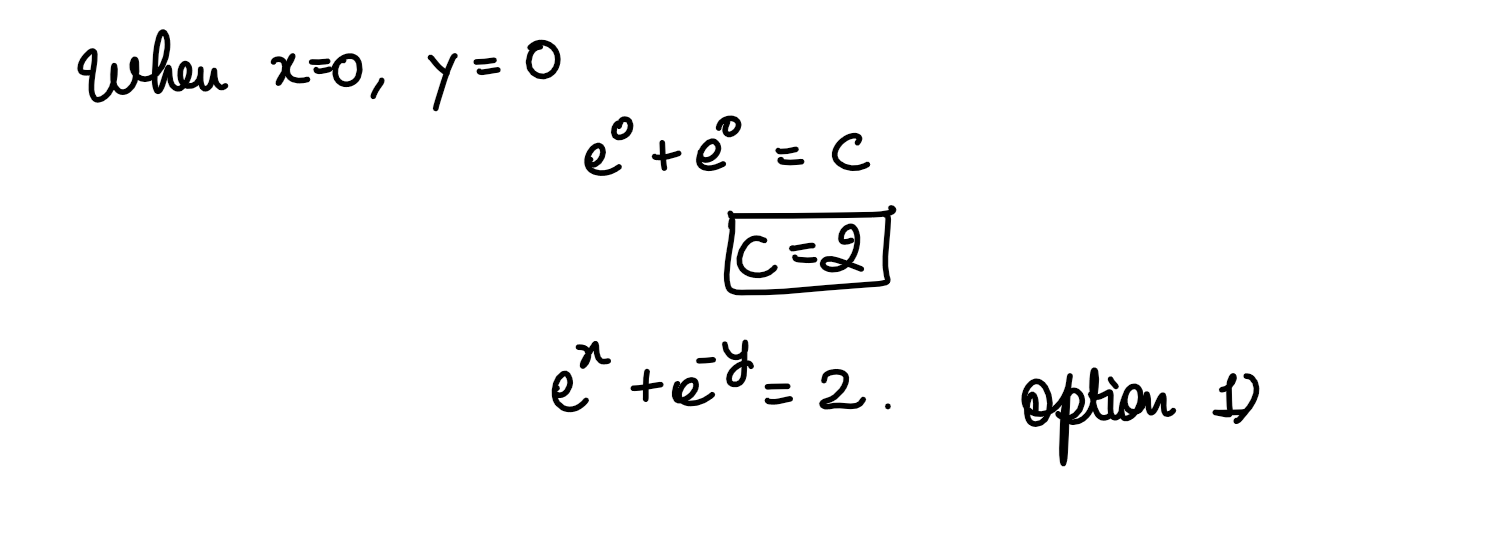 When x=0, y = 0
e⁰ + e⁰ = C
C = 2
eˣ + e⁻ʸ = 2. option 1)